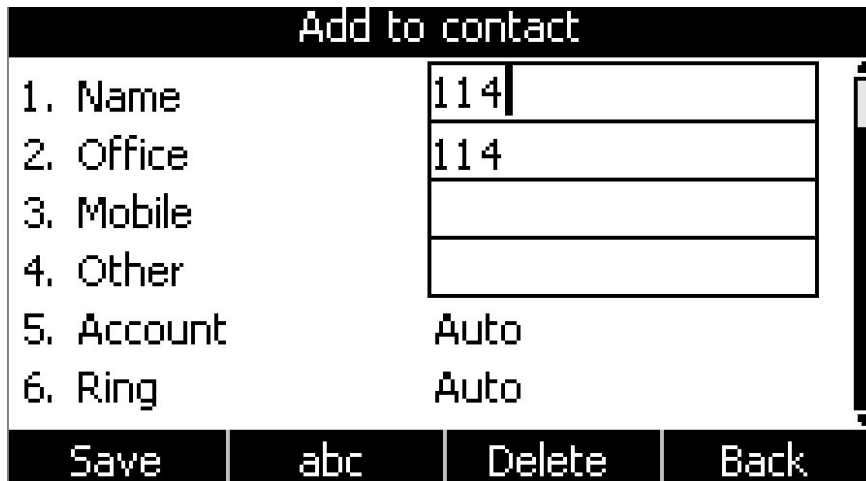 Add to contact
1. Name 114
2. Office 114
3. Mobile
4. Other
5. Account Auto
6. Ring Auto
Save abc Delete Back